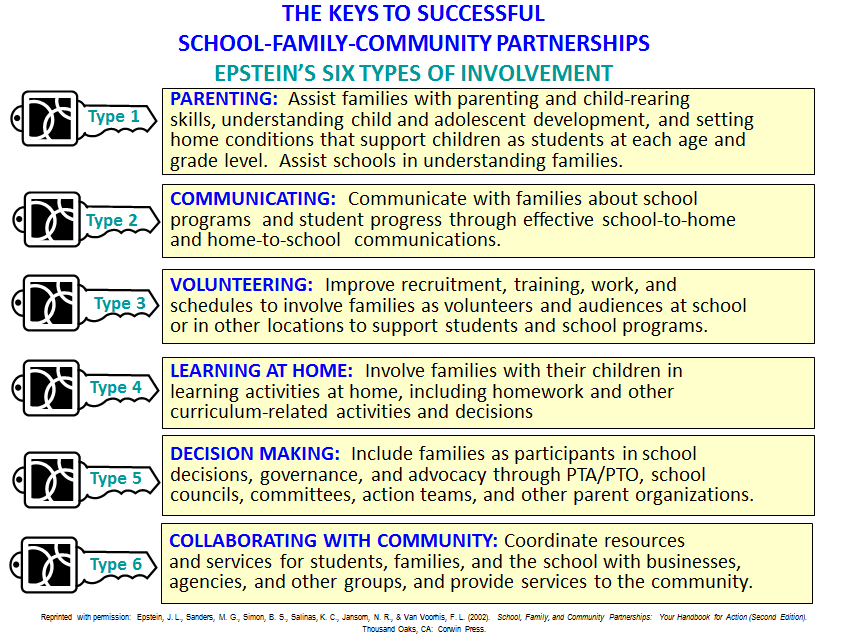 THE KEYS TO SUCCESSFUL
SCHOOL-FAMILY-COMMUNITY PARTNERSHIPS
EPSTEIN'S SIX TYPES OF INVOLVEMENT
Type 1
PARENTING: Assist families with parenting and child-rearing
skills, understanding child and adolescent development, and setting
home conditions that support children as students at each age and
grade level. Assist schools in understanding families.
Type 2
COMMUNICATING: Communicate with families about school
programs and student progress through effective school-to-home
and home-to-school communications.
Type 3
VOLUNTEERING: Improve recruitment, training, work, and
schedules to involve families as volunteers and audiences at school
or in other locations to support students and school programs.
Type 4
LEARNING AT HOME: Involve families with their children in
learning activities at home, including homework and other
curriculum-related activities and decisions
Type 5
DECISION MAKING: Include families as participants in school
decisions, governance, and advocacy through PTA/PTO, school
councils, committees, action teams, and other parent organizations.
Type 6
COLLABORATING WITH COMMUNITY: Coordinate resources
and services for students, families, and the school with businesses,
agencies, and other groups, and provide services to the community.
Reprinted with permission: Epstein, J. L., Sanders, M. G., Simon, B. S., Salinas, K. C., Jansorn, N. R., & Van Voorhis, F. L. (2002). School, Family, and Community Partnerships: Your Handbook for Action (Second Edition).
Thousand Oaks, CA: Corwin Press.